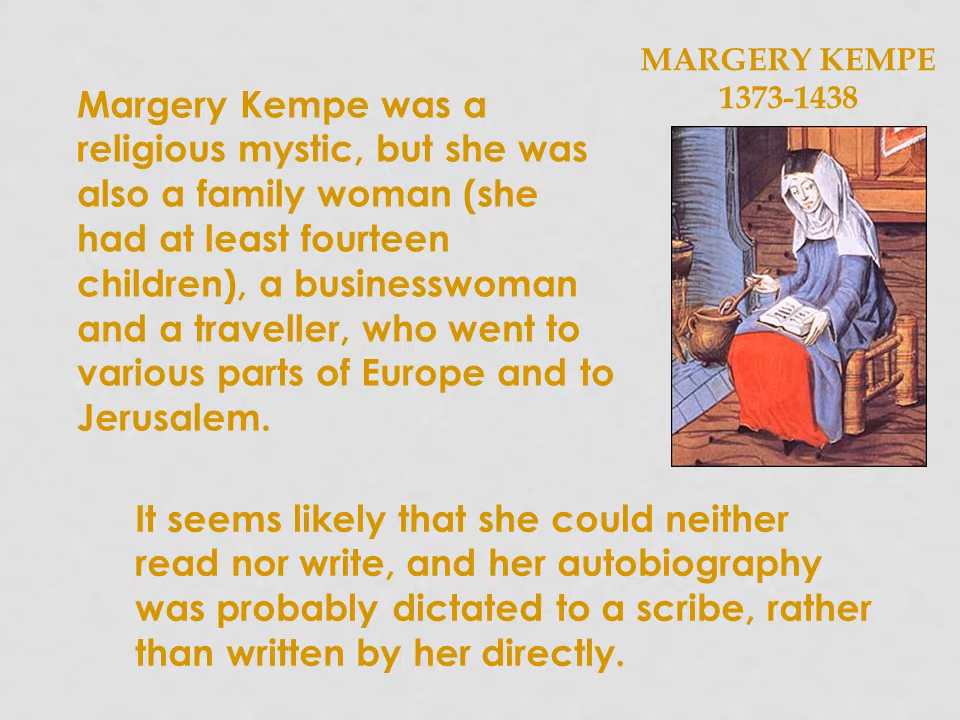 MARGERY KEMPE
1373-1438
Margery Kempe was a
religious mystic, but she was
also a family woman (she
had at least fourteen
children), a businesswoman
and a traveller, who went to
various parts of Europe and to
Jerusalem.
It seems likely that she could neither
read nor write, and her autobiography
was probably dictated to a scribe, rather
than written by her directly.